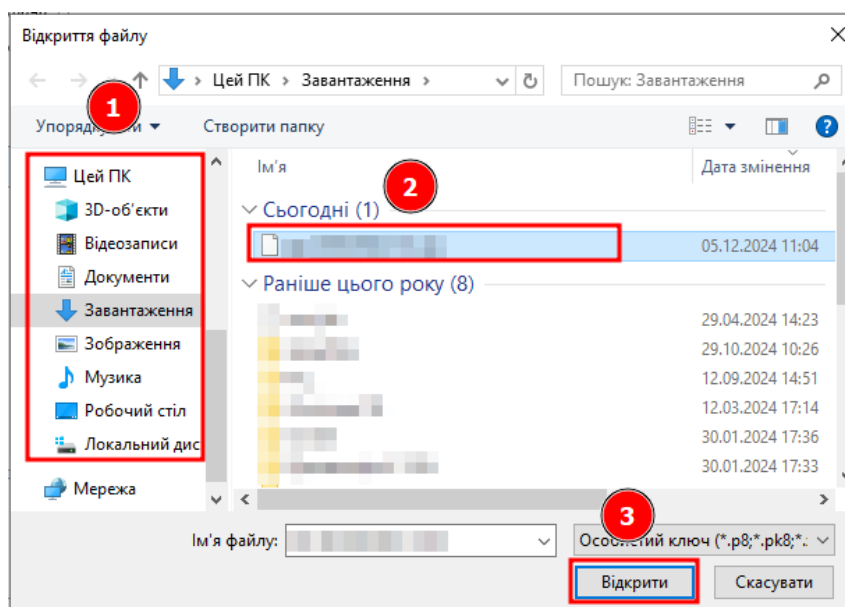 Відкриття файлу
Цей ПК > Завантаження >
Пошук: Завантаження
1
Створити папку
Цей ПК
3D-об'єкти
Відеозаписи
Документи
Завантаження
Зображення
Музика
Робочий стіл
Локальний дис
Мережа
Ім'я
Дата змінення
2
Сьогодні (1)
05.12.2024 11:04
Раніше цього року (8)
29.04.2024 14:23
29.10.2024 10:26
12.09.2024 14:51
12.03.2024 17:14
30.01.2024 17:36
30.01.2024 17:33
3
Ім'я файлу:
Особистий ключ (*.p8;*.pk8;*.:
Відкрити
Скасувати